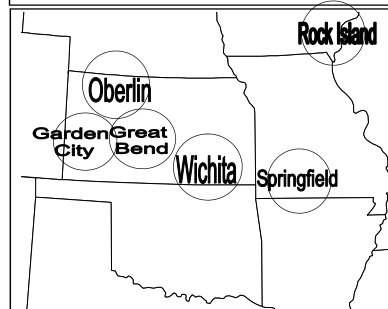 Rock Island
Oberlin
Garden
City
Great
Bend
Wichita
Springfield